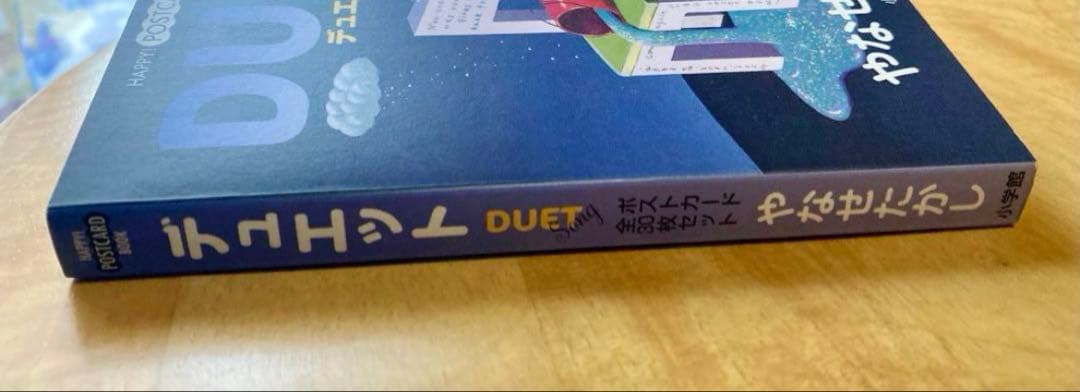 HAPPY! POSTCA
DU
デュエ
やなせ
HAPPY!
POSTCARD
BOOK
デュエット
DUET
Song
ポストカード
全30枚セット
やなせたかし
小学館